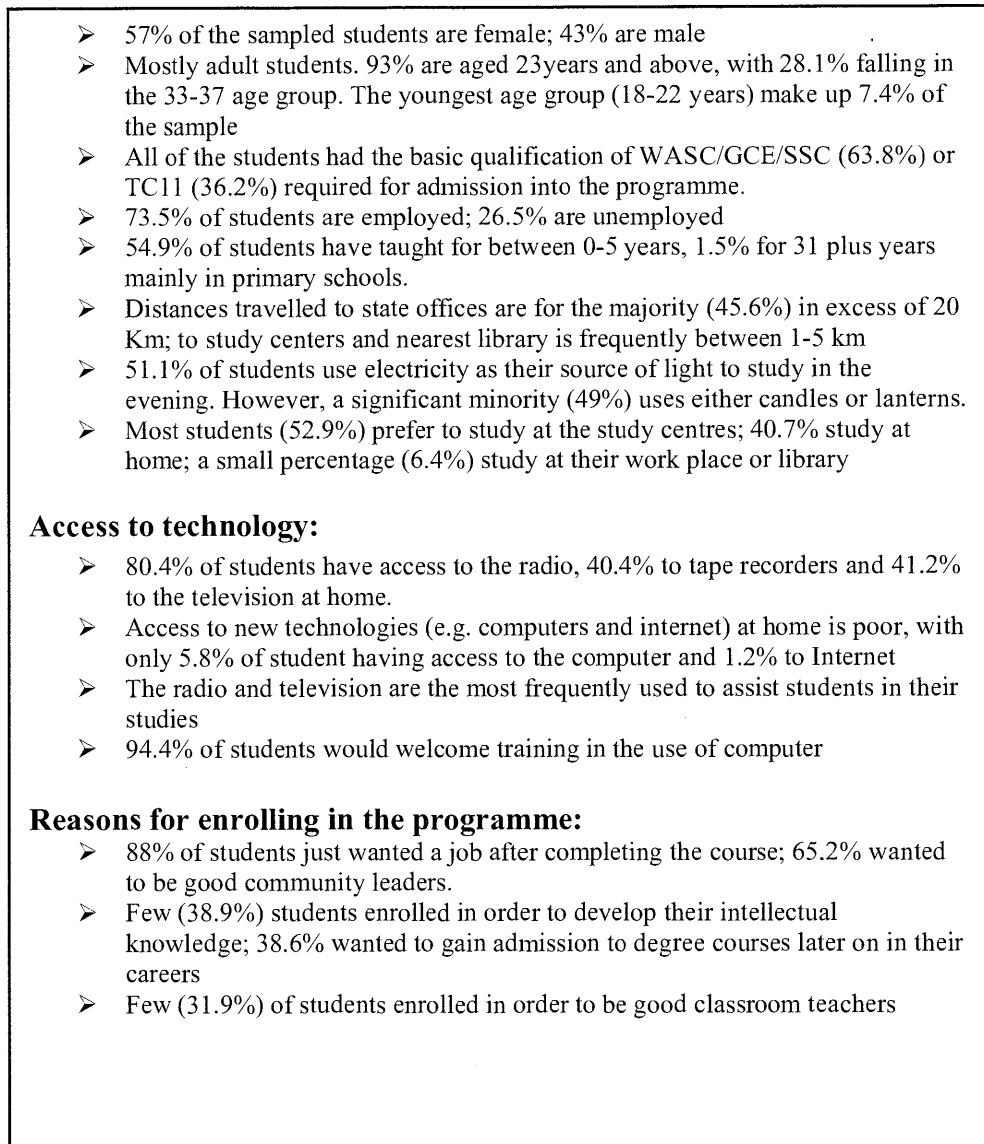 ➢ 57% of the sampled students are female; 43% are male
➢ Mostly adult students. 93% are aged 23years and above, with 28.1% falling in
the 33-37 age group. The youngest age group (18-22 years) make up 7.4% of
the sample
➢ All of the students had the basic qualification of WASC/GCE/SSC (63.8%) or
TC11 (36.2%) required for admission into the programme.
➢ 73.5% of students are employed; 26.5% are unemployed
➢ 54.9% of students have taught for between 0-5 years, 1.5% for 31 plus years
mainly in primary schools.
➢ Distances travelled to state offices are for the majority (45.6%) in excess of 20
Km; to study centers and nearest library is frequently between 1-5 km
➢ 51.1% of students use electricity as their source of light to study in the
evening. However, a significant minority (49%) uses either candles or lanterns.
➢ Most students (52.9%) prefer to study at the study centres; 40.7% study at
home; a small percentage (6.4%) study at their work place or library
Access to technology:
➢ 80.4% of students have access to the radio, 40.4% to tape recorders and 41.2%
to the television at home.
➢ Access to new technologies (e.g. computers and internet) at home is poor, with
only 5.8% of student having access to the computer and 1.2% to Internet
➢ The radio and television are the most frequently used to assist students in their
studies
➢ 94.4% of students would welcome training in the use of computer
Reasons for enrolling in the programme:
➢ 88% of students just wanted a job after completing the course; 65.2% wanted
to be good community leaders.
➢ Few (38.9%) students enrolled in order to develop their intellectual
knowledge; 38.6% wanted to gain admission to degree courses later on in their
careers
➢ Few (31.9%) of students enrolled in order to be good classroom teachers